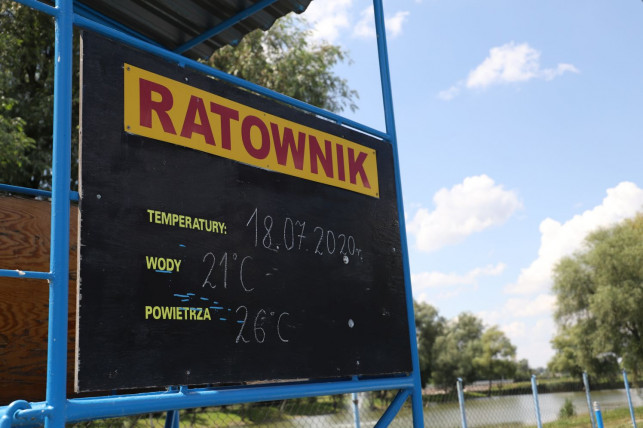 RATOWNIK
TEMPERATURY: 18.07.2020r.
WODY 21°C
POWIETRZA 26°C